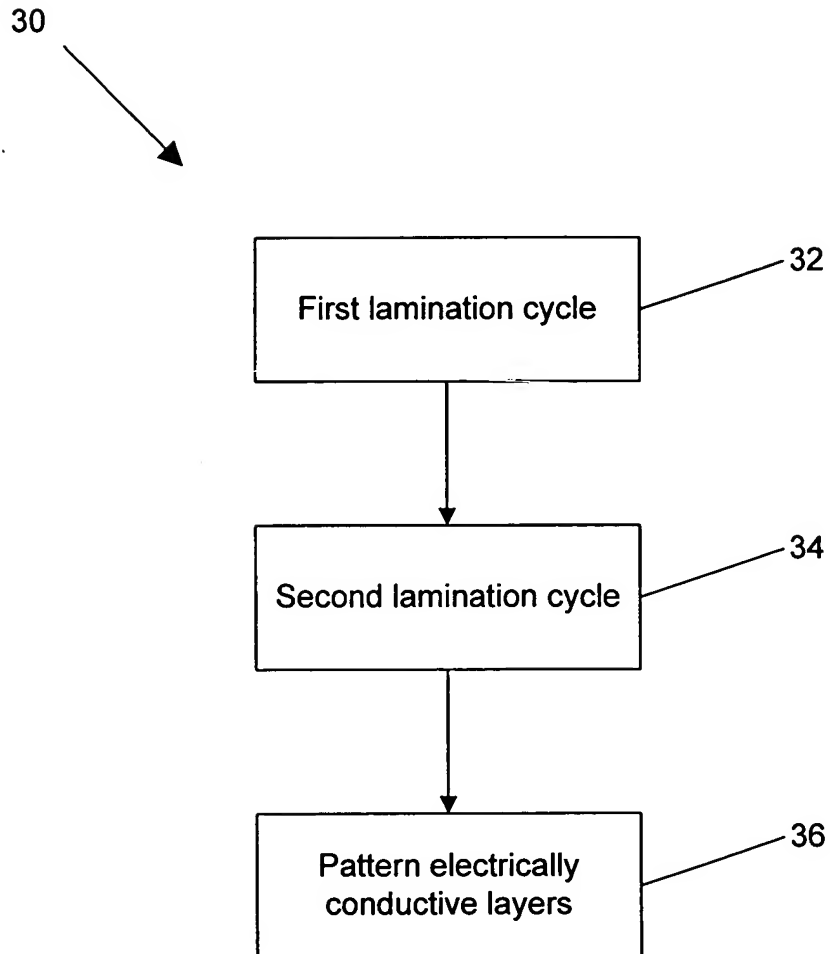 30
First lamination cycle
32
Second lamination cycle
34
Pattern electrically
conductive layers
36